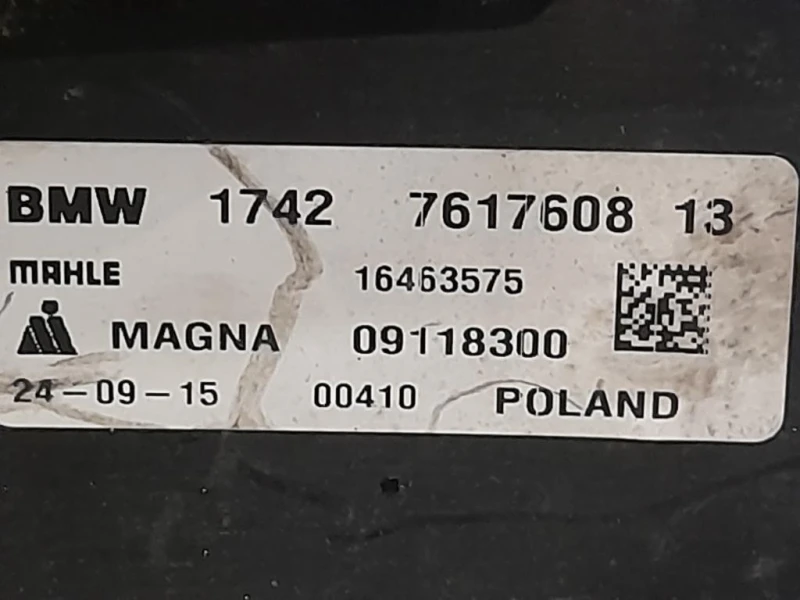 BMW 1742 7617608 13
MAHLE 16463575
MAGNA 09118300
24-09-15 00410 POLAND